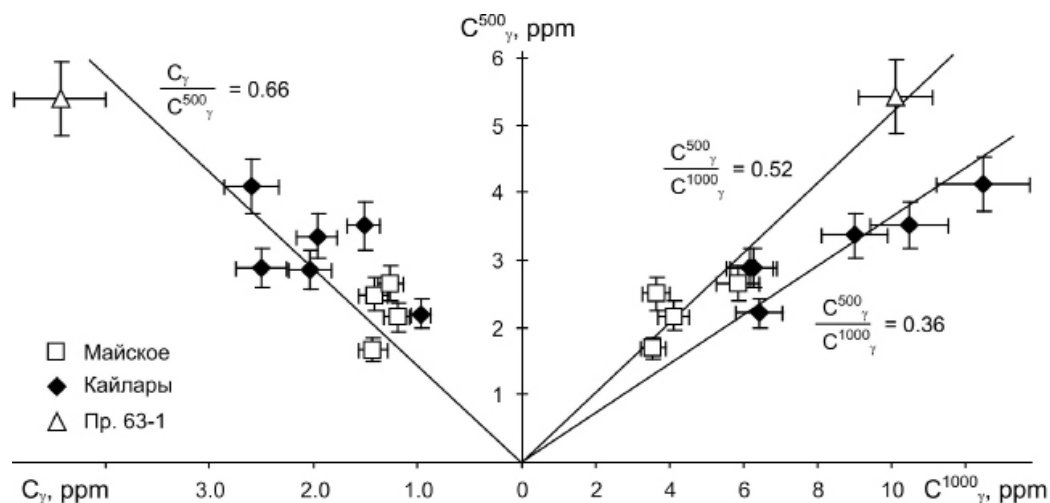 C⁵⁰⁰ᵧ, ppm
6
5
4
3
2
1
Cᵧ
C⁵⁰⁰ᵧ = 0.66
C⁵⁰⁰ᵧ
C¹⁰⁰⁰ᵧ = 0.52
C⁵⁰⁰ᵧ
C¹⁰⁰⁰ᵧ = 0.36
Майское
Кайлары
Пр. 63-1
Cᵧ, ppm 3.0 2.0 1.0 0 2 4 6 8 10 C¹⁰⁰⁰ᵧ, ppm